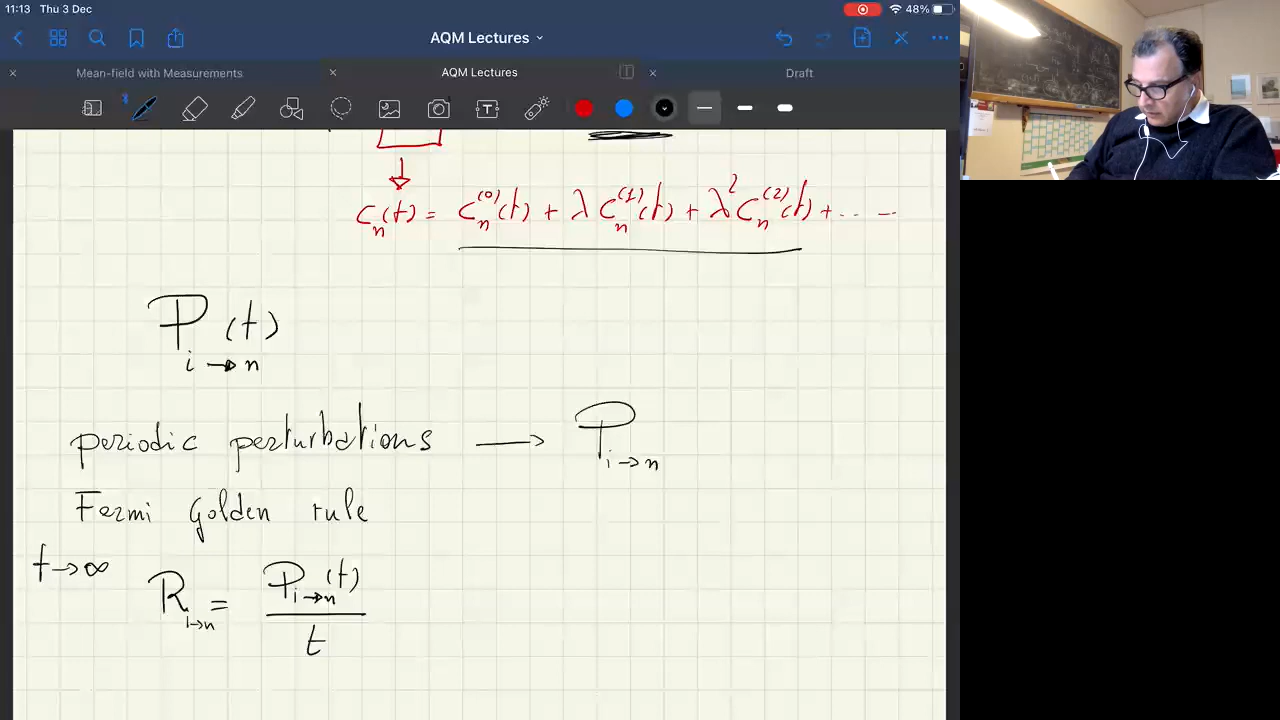 11:13 Thu 3 Dec
48%
AQM Lectures
Mean-field with Measurements
AQM Lectures
Draft
C_n(t) = C_n^(0)(t) + λ C_n^(1)(t) + λ^2 C_n^(2)(t) + ...
P_{i→n}(t)
periodic perturbations → P_{i→n}
Fermi Golden rule
t→∞
R_{i→n} = P_{i→n}(t) / t